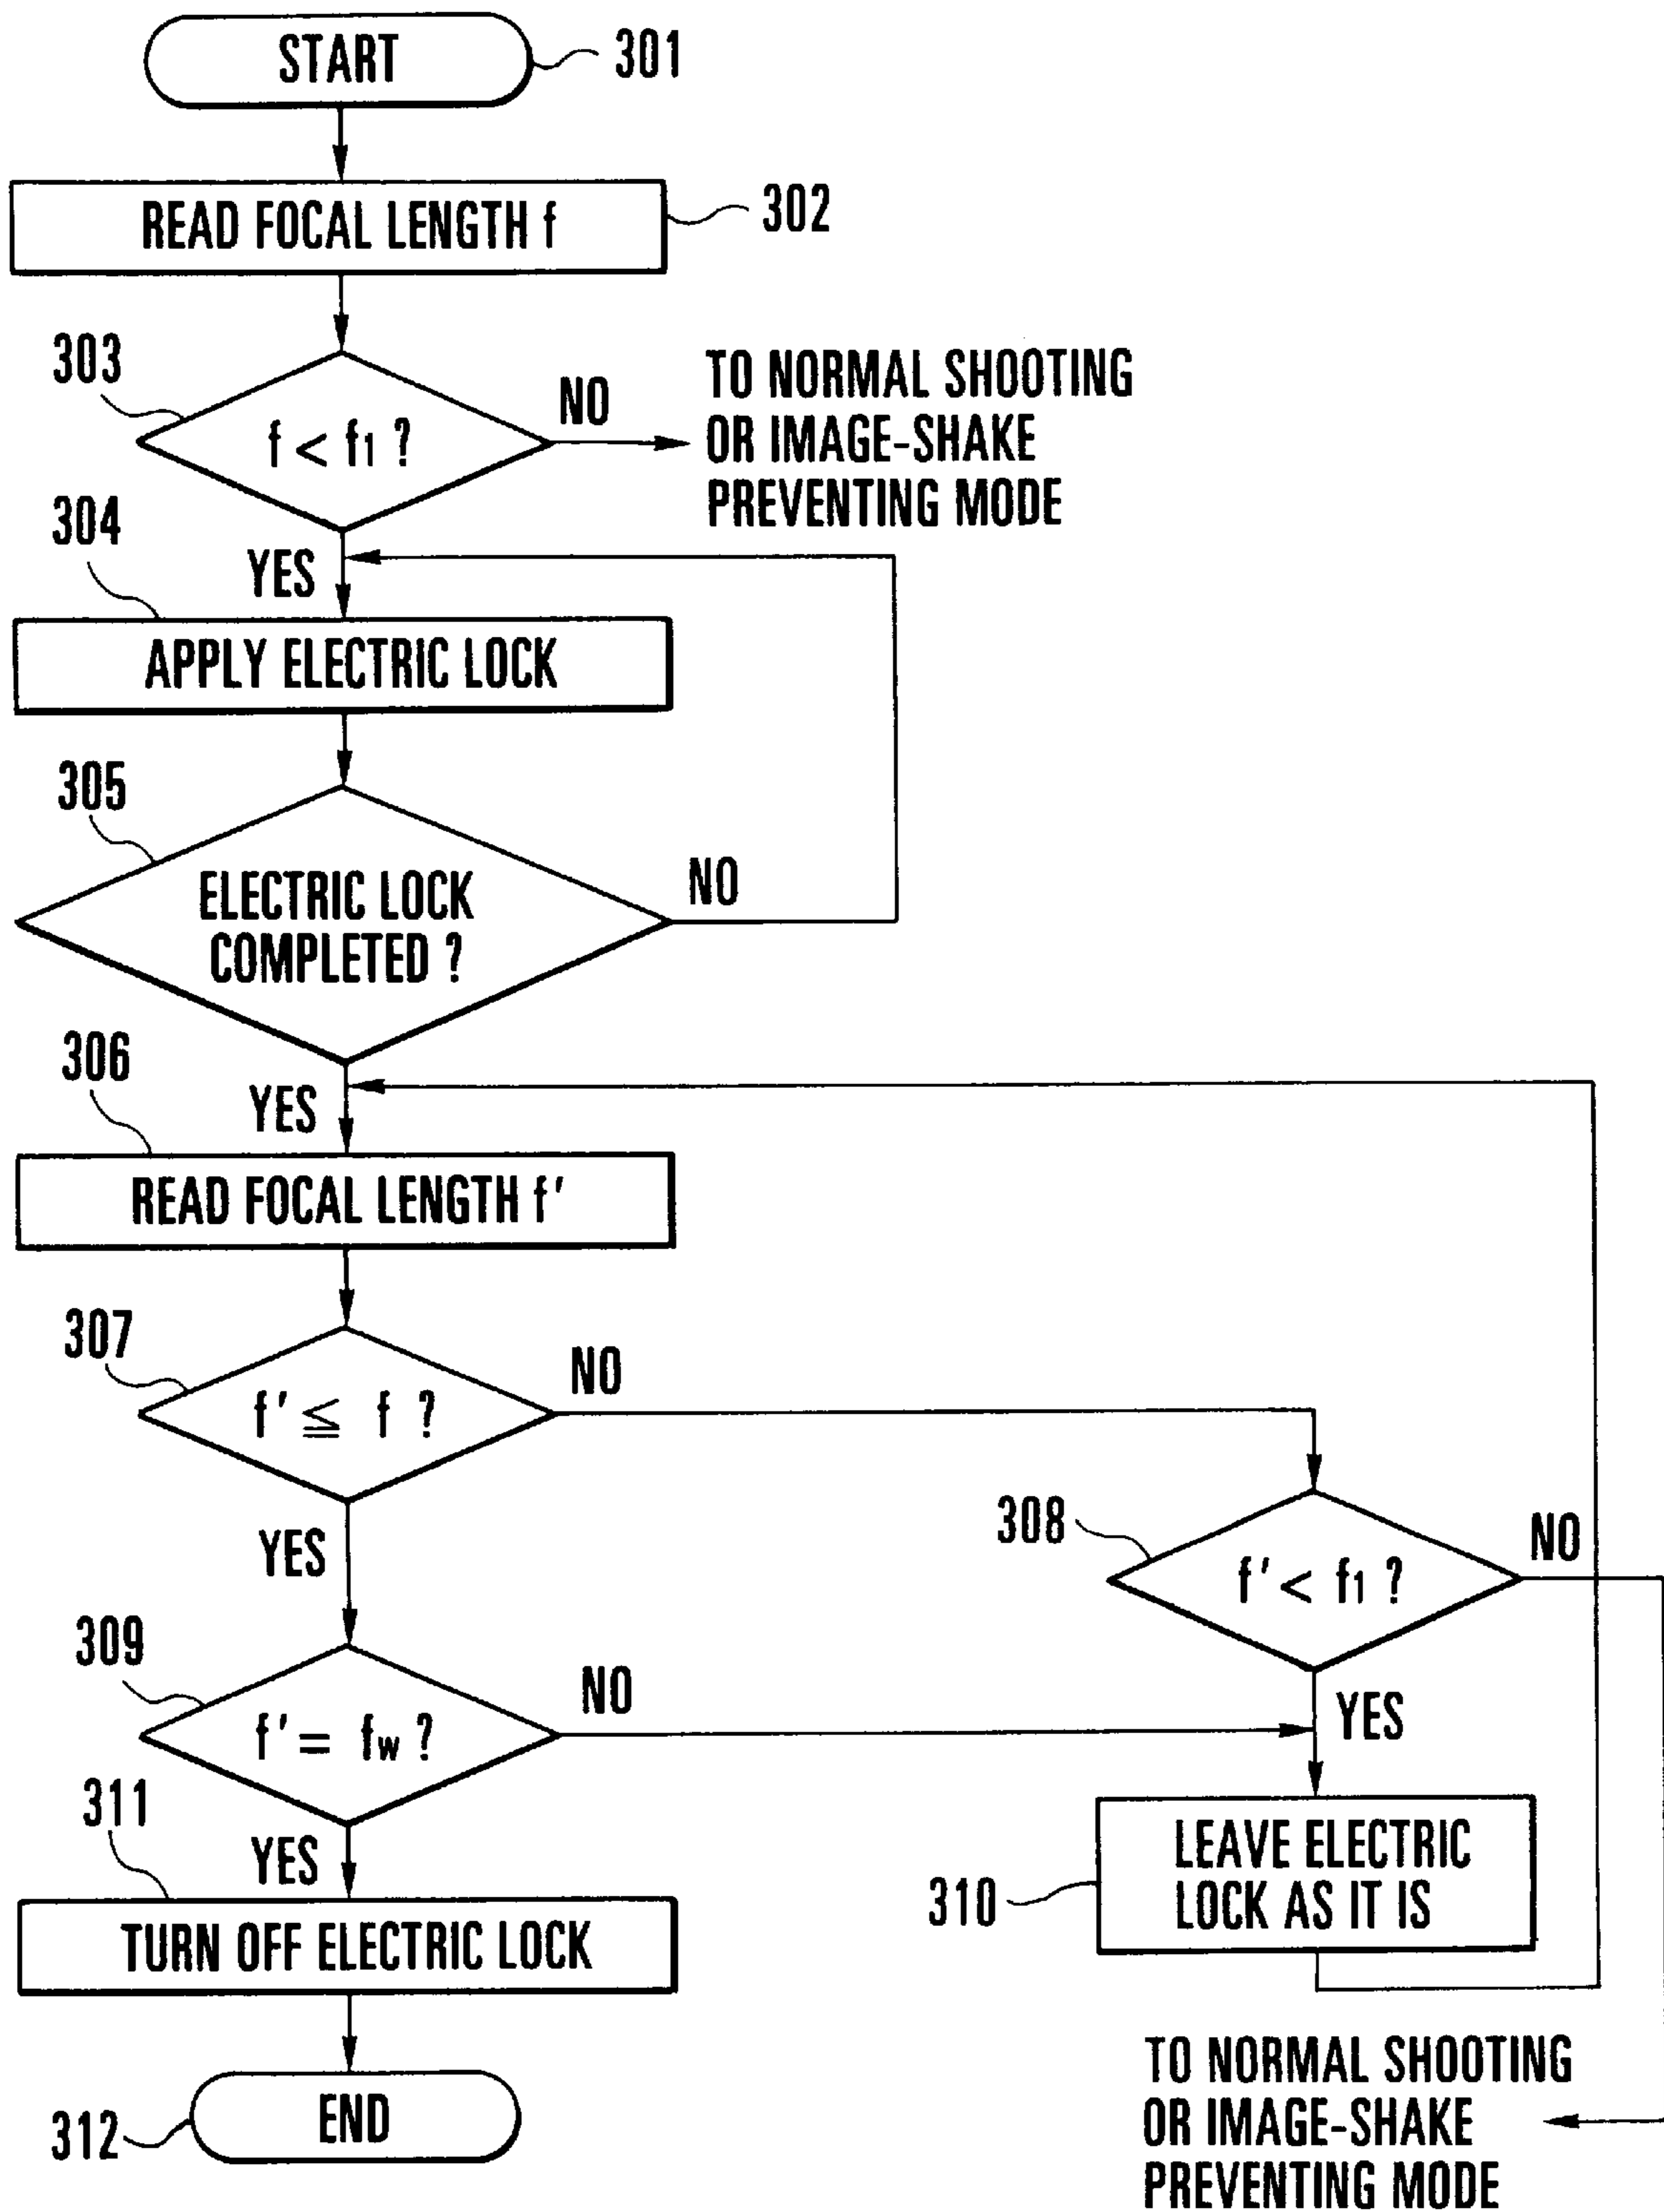 START
301
READ FOCAL LENGTH f
302
303
f < f1 ?
NO
TO NORMAL SHOOTING
OR IMAGE-SHAKE
PREVENTING MODE
304
YES
APPLY ELECTRIC LOCK
305
ELECTRIC LOCK
COMPLETED ?
NO
306
YES
READ FOCAL LENGTH f'
307
f' ≦ f ?
NO
308
f' < f1 ?
NO
YES
309
f' = fw ?
NO
YES
310
LEAVE ELECTRIC
LOCK AS IT IS
311
YES
TURN OFF ELECTRIC LOCK
312
END
TO NORMAL SHOOTING
OR IMAGE-SHAKE
PREVENTING MODE